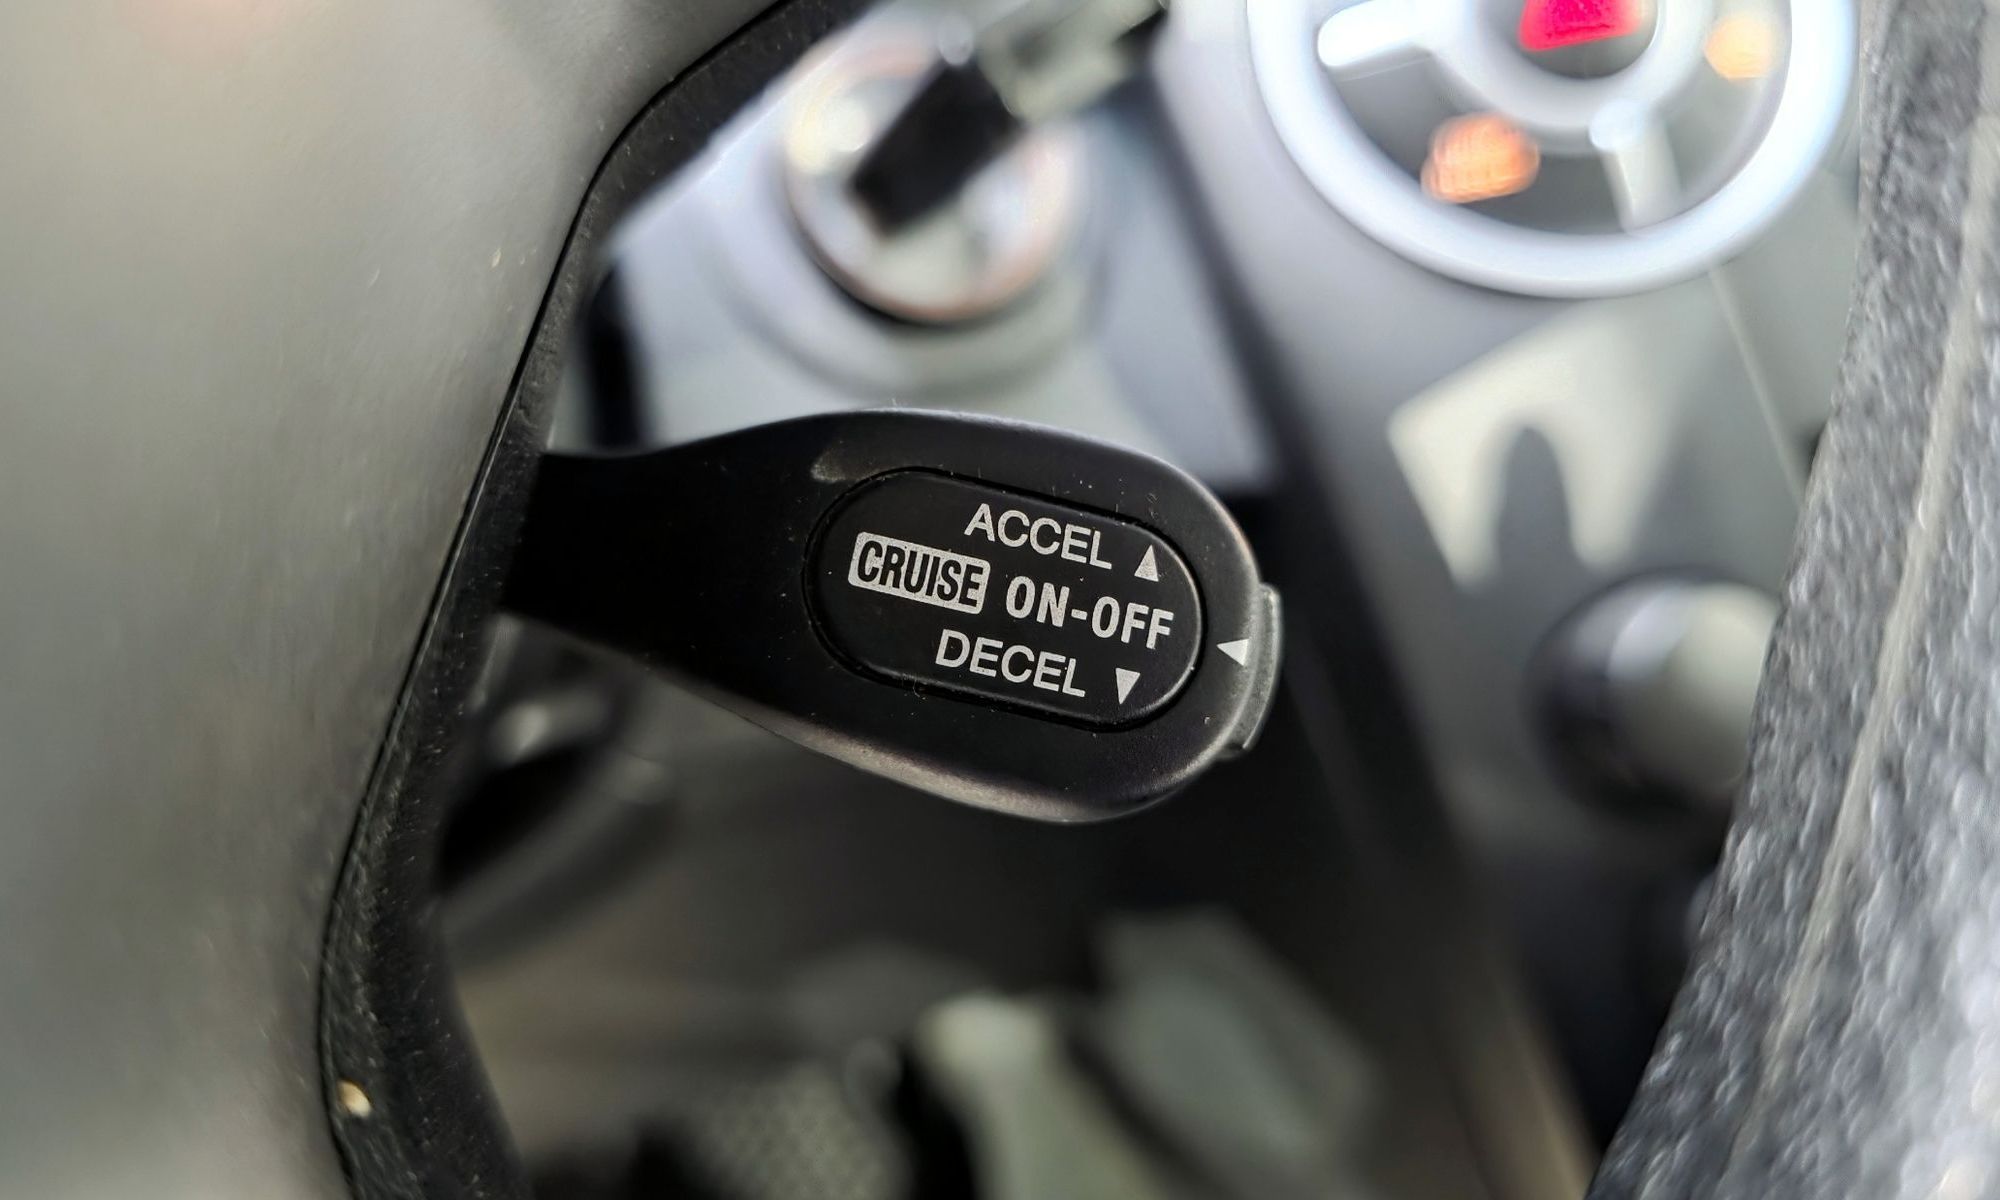 ACCEL ▲
CRUISE ON-OFF
DECEL ▼